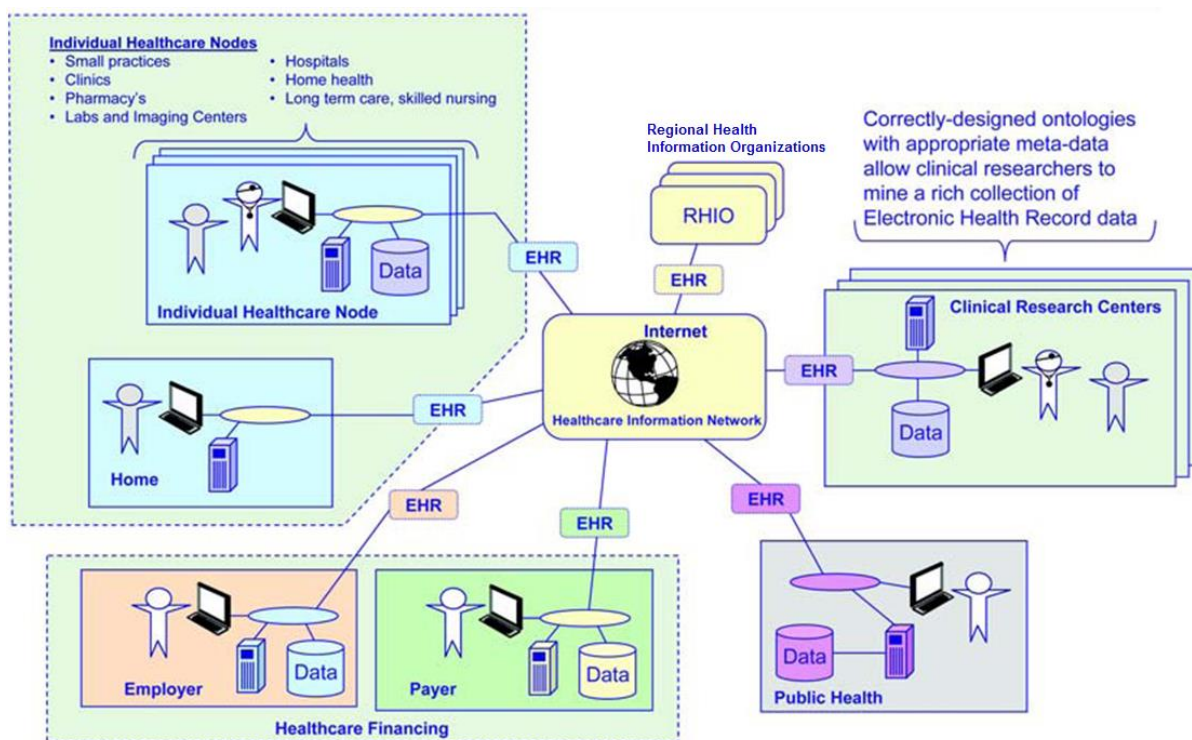 Individual Healthcare Nodes
• Small practices
• Clinics
• Pharmacy's
• Labs and Imaging Centers
• Hospitals
• Home health
• Long term care, skilled nursing
Data
Individual Healthcare Node
EHR
Regional Health
Information Organizations
RHIO
EHR
Correctly-designed ontologies
with appropriate meta-data
allow clinical researchers to
mine a rich collection of
Electronic Health Record data
Internet
Healthcare Information Network
EHR
Clinical Research Centers
Data
Home
EHR
EHR
EHR
EHR
Employer
Data
Payer
Data
Healthcare Financing
Data
Public Health